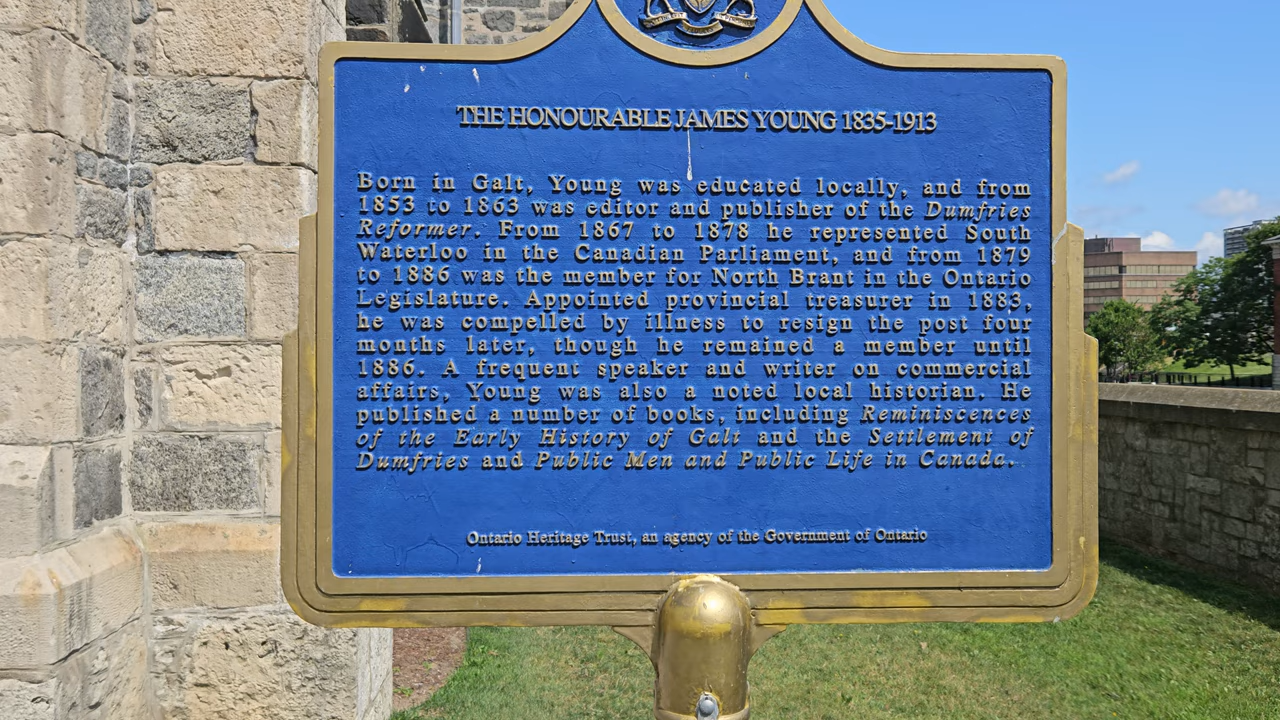 THE HONOURABLE JAMES YOUNG 1835-1913
Born in Galt, Young was educated locally, and from
1853 to 1863 was editor and publisher of the Dumfries
Reformer. From 1867 to 1878 he represented South
Waterloo in the Canadian Parliament, and from 1879
to 1886 was the member for North Brant in the Ontario
Legislature. Appointed provincial treasurer in 1883,
he was compelled by illness to resign the post four
months later, though he remained a member until
1886. A frequent speaker and writer on commercial
affairs, Young was also a noted local historian. He
published a number of books, including Reminiscences
of the Early History of Galt and the Settlement of
Dumfries and Public Men and Public Life in Canada.
Ontario Heritage Trust, an agency of the Government of Ontario